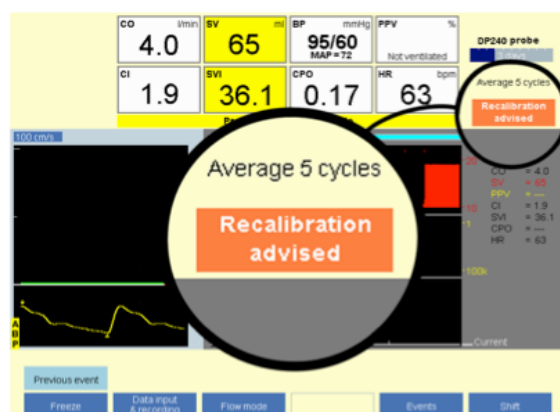 CO l/min SV ml BP mmHg PPV %
4.0 65 95/60
MAP = 72 Not ventilated
CI SVI CPO HR bpm
1.9 36.1 0.17 63
DP240 probe
Average 5 cycles
Recalibration
advised
100 cm/s
Average 5 cycles
Recalibration
advised
20
10
1
100k
CO = 4.0
SV = 65
PPV = ---
CI = 1.9
SVI = 36.1
CPO = ---
HR = 63
Current
ABP
Previous event
Freeze
Data input
& recording
Flow mode
Events
Shift